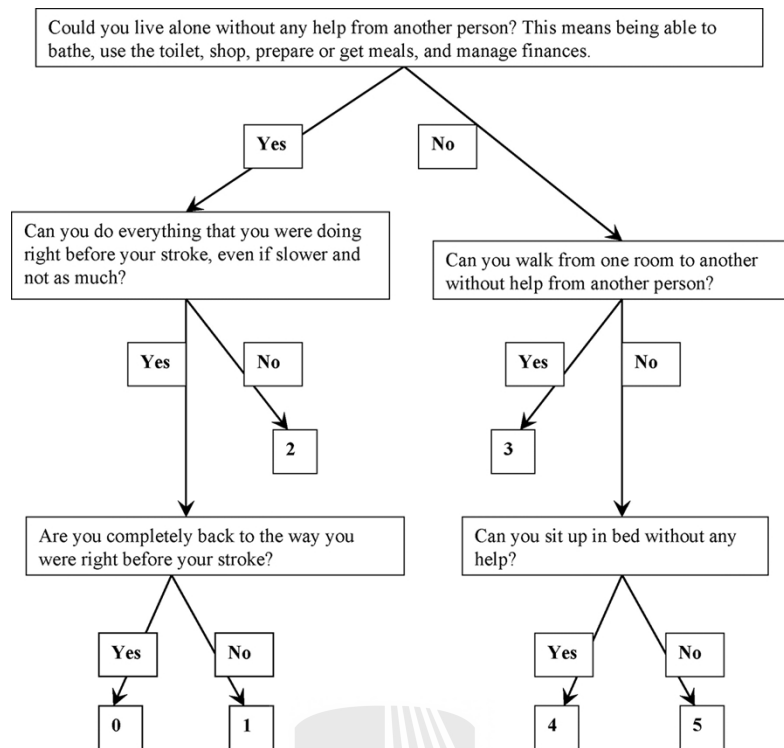 Could you live alone without any help from another person? This means being able to
bathe, use the toilet, shop, prepare or get meals, and manage finances.
Yes
No
Can you do everything that you were doing
right before your stroke, even if slower and
not as much?
Can you walk from one room to another
without help from another person?
Yes
No
Yes
No
2
3
Are you completely back to the way you
were right before your stroke?
Can you sit up in bed without any
help?
Yes
No
Yes
No
0
1
4
5